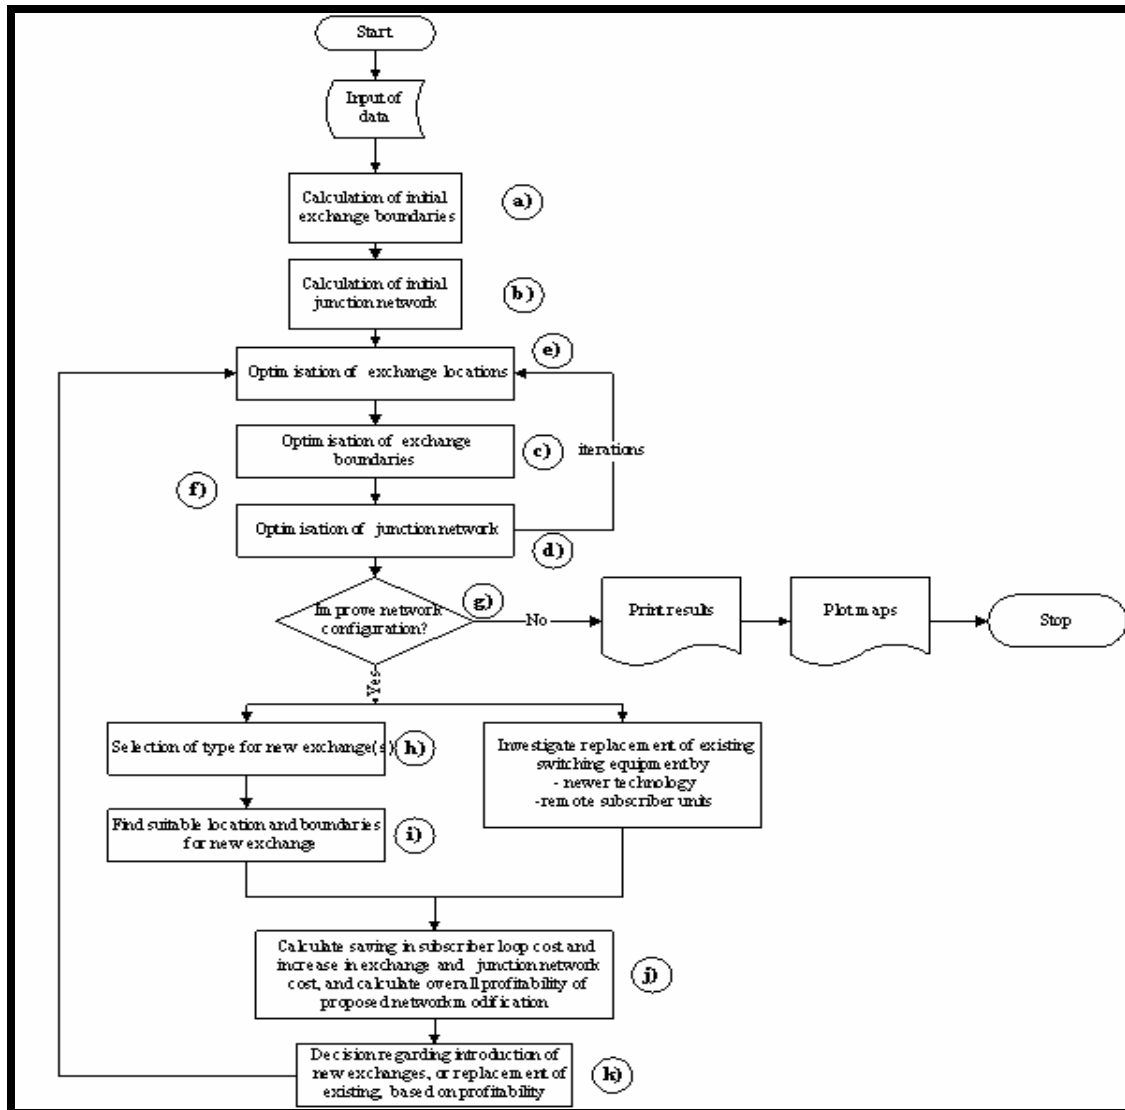 Start
Input of
data
Calculation of initial
exchange boundaries
a)
Calculation of initial
junction network
b)
e)
Optimisation of exchange locations
Optimisation of exchange
boundaries
c)
iterations
f)
Optimisation of junction network
d)
Improve network
configuration?
g)
No
Print results
Plot maps
Stop
Yes
Selection of type for new exchange(s){ }
h)
Investigate replacement of existing
switching equipment by
- newer technology
-remote subscriber units
Find suitable location and boundaries
for new exchange
i)
Calculate saving in subscriber loop cost and
increase in exchange and junction network
cost, and calculate overall profitability of
proposed network modification
j)
Decision regarding introduction of
new exchanges, or replacement of
existing, based on profitability
k)